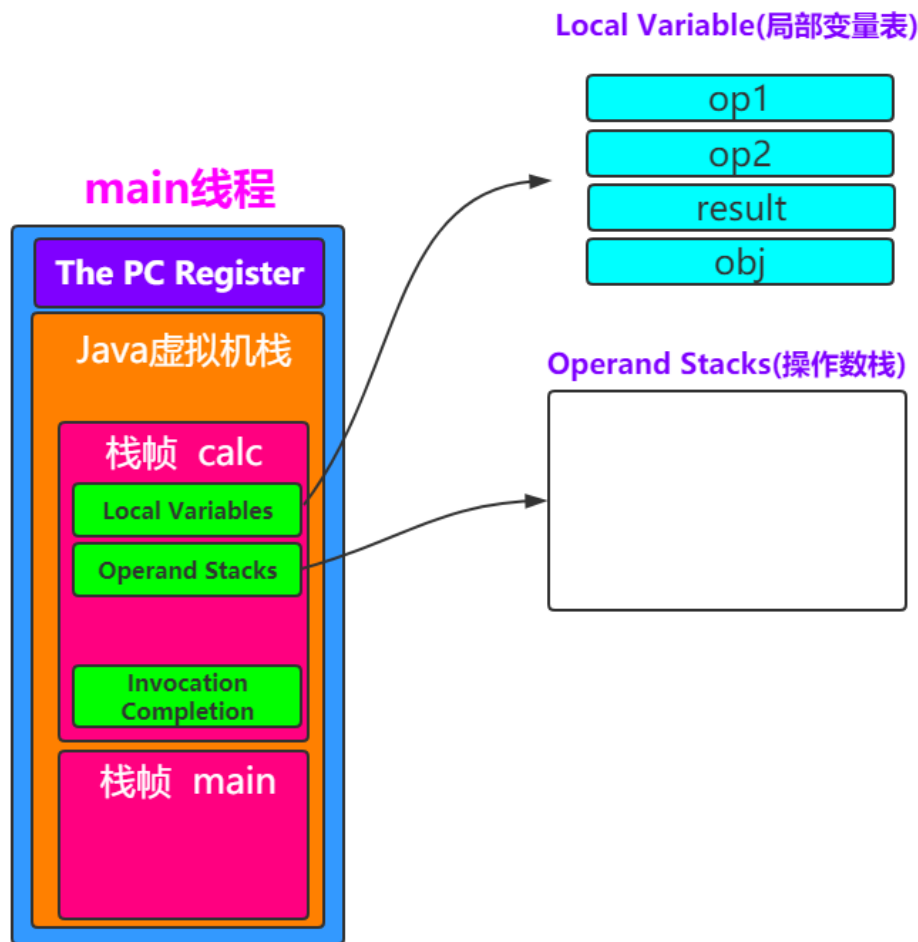 Local Variable(局部变量表)
op1
op2
result
obj
main线程
The PC Register
Java虚拟机栈
栈帧 calc
Local Variables
Operand Stacks
Invocation
Completion
栈帧 main
Operand Stacks(操作数栈)